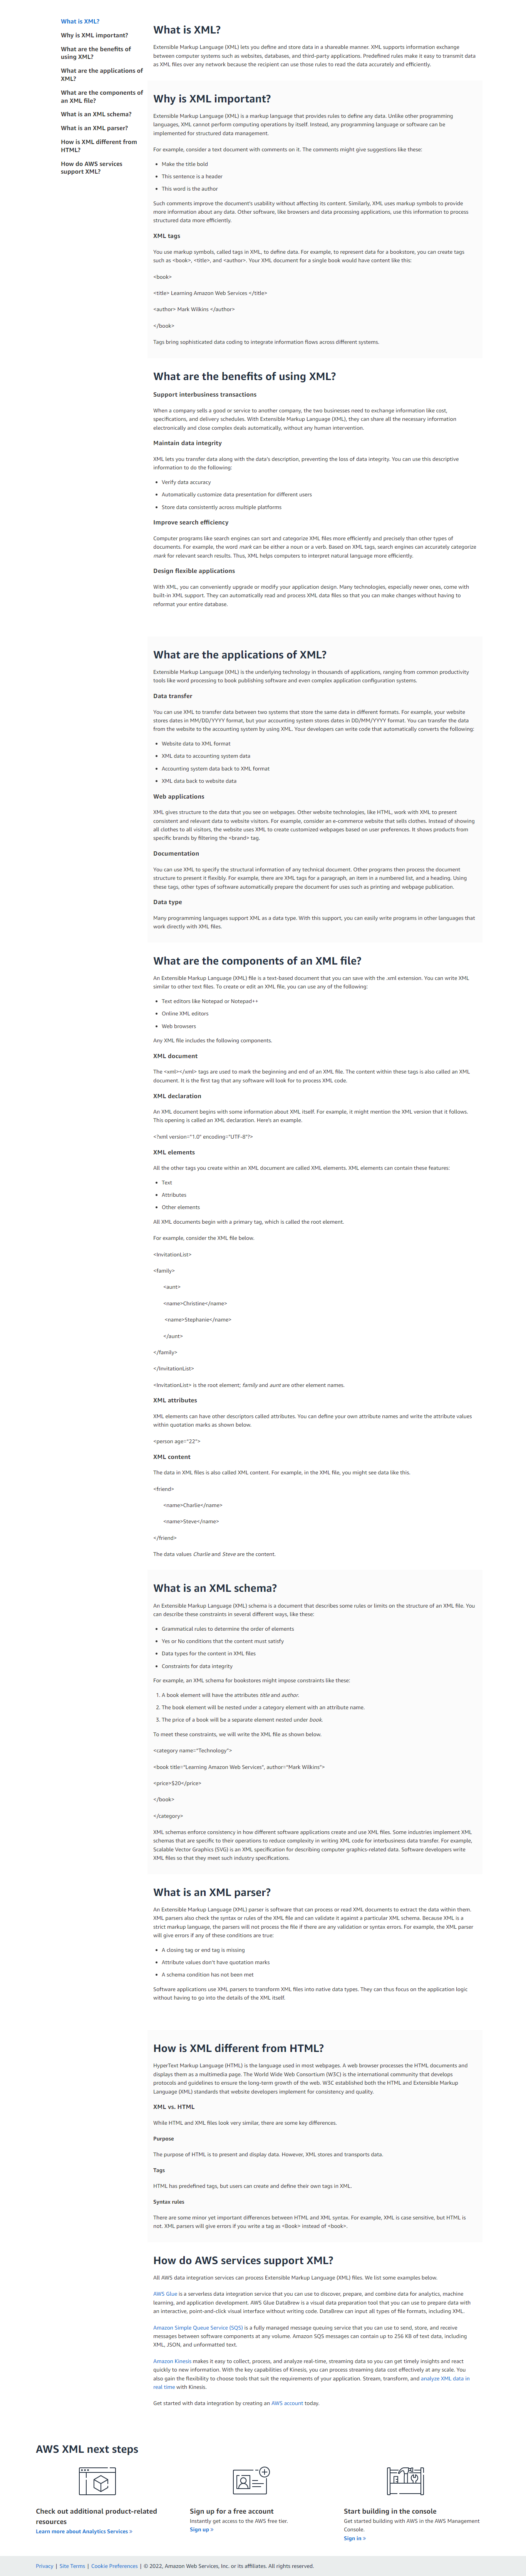 What is XML?
Why is XML important?
What are the benefits of
using XML?
What are the applications of
XML?
What are the components of
an XML file?
What is an XML schema?
What is an XML parser?
How is XML different from
HTML?
How do AWS services
support XML?
What is XML?
Extensible Markup Language (XML) lets you define and store data in a shareable manner. XML supports information exchange
between computer systems such as websites, databases, and third-party applications. Predefined rules make it easy to transmit data
as XML files over any network because the recipient can use those rules to read the data accurately and efficiently.
Why is XML important?
Extensible Markup Language (XML) is a markup language that provides rules to define any data. Unlike other programming
languages, XML cannot perform computing operations by itself. Instead, any programming language or software can be
implemented for structured data management.
For example, consider a text document with comments on it. The comments might give suggestions like these:
• Make the title bold
• This sentence is a header
• This word is the author
Such comments improve the document's usability without affecting its content. Similarly, XML uses markup symbols to provide
more information about any data. Other software, like browsers and data processing applications, use this information to process
structured data more efficiently.
XML tags
You use markup symbols, called tags in XML, to define data. For example, to represent data for a bookstore, you can create tags
such as <book>, <title>, and <author>. Your XML document for a single book would have content like this:
<book>
<title> Learning Amazon Web Services </title>
<author> Mark Wilkins </author>
</book>
Tags bring sophisticated data coding to integrate information flows across different systems.
What are the benefits of using XML?
Support interbusiness transactions
When a company sells a good or service to another company, the two businesses need to exchange information like cost,
specifications, and delivery schedules. With Extensible Markup Language (XML), they can share all the necessary information
electronically and close complex deals automatically, without any human intervention.
Maintain data integrity
XML lets you transfer data along with the data's description, preventing the loss of data integrity. You can use this descriptive
information to do the following:
• Verify data accuracy
• Automatically customize data presentation for different users
• Store data consistently across multiple platforms
Improve search efficiency
Computer programs like search engines can sort and categorize XML files more efficiently and precisely than other types of
documents. For example, the word mark can be either a noun or a verb. Based on XML tags, search engines can accurately categorize
mark for relevant search results. Thus, XML helps computers to interpret natural language more efficiently.
Design flexible applications
With XML, you can conveniently upgrade or modify your application design. Many technologies, especially newer ones, come with
built-in XML support. They can automatically read and process XML data files so that you can make changes without having to
reformat your entire database.
What are the applications of XML?
Extensible Markup Language (XML) is the underlying technology in thousands of applications, ranging from common productivity
tools like word processing to book publishing software and even complex application configuration systems.
Data transfer
You can use XML to transfer data between two systems that store the same data in different formats. For example, your website
stores dates in MM/DD/YYYY format, but your accounting system stores dates in DD/MM/YYYY format. You can transfer the data
from the website to the accounting system by using XML. Your developers can write code that automatically converts the following:
• Website data to XML format
• XML data to accounting system data
• Accounting system data back to XML format
• XML data back to website data
Web applications
XML gives structure to the data that you see on webpages. Other website technologies, like HTML, work with XML to present
consistent and relevant data to website visitors. For example, consider an e-commerce website that sells clothes. Instead of showing
all clothes to all visitors, the website uses XML to create customized webpages based on user preferences. It shows products from
specific brands by filtering the <brand> tag.
Documentation
You can use XML to specify the structural information of any technical document. Other programs then process the document
structure to present it flexibly. For example, there are XML tags for a paragraph, an item in a numbered list, and a heading. Using
these tags, other types of software automatically prepare the document for uses such as printing and webpage publication.
Data type
Many programming languages support XML as a data type. With this support, you can easily write programs in other languages that
work directly with XML files.
What are the components of an XML file?
An Extensible Markup Language (XML) file is a text-based document that you can save with the .xml extension. You can write XML
similar to other text files. To create or edit an XML file, you can use any of the following:
• Text editors like Notepad or Notepad++
• Online XML editors
• Web browsers
Any XML file includes the following components.
XML document
The <xml></xml> tags are used to mark the beginning and end of an XML file. The content within these tags is also called an XML
document. It is the first tag that any software will look for to process XML code.
XML declaration
An XML document begins with some information about XML itself. For example, it might mention the XML version that it follows.
This opening is called an XML declaration. Here's an example.
<?xml version="1.0" encoding="UTF-8"?>
XML elements
All the other tags you create within an XML document are called XML elements. XML elements can contain these features:
• Text
• Attributes
• Other elements
All XML documents begin with a primary tag, which is called the root element.
For example, consider the XML file below.
<InvitationList>
<family>
<aunt>
<name>Christine</name>
<name>Stephanie</name>
</aunt>
</family>
</InvitationList>
<InvitationList> is the root element; family and aunt are other element names.
XML attributes
XML elements can have other descriptors called attributes. You can define your own attribute names and write the attribute values
within quotation marks as shown below.
<person age="22">
XML content
The data in XML files is also called XML content. For example, in the XML file, you might see data like this.
<friend>
<name>Charlie</name>
<name>Steve</name>
</friend>
The data values Charlie and Steve are the content.
What is an XML schema?
An Extensible Markup Language (XML) schema is a document that describes some rules or limits on the structure of an XML file. You
can describe these constraints in several different ways, like these:
• Grammatical rules to determine the order of elements
• Yes or No conditions that the content must satisfy
• Data types for the content in XML files
• Constraints for data integrity
For example, an XML schema for bookstores might impose constraints like these:
1. A book element will have the attributes title and author.
2. The book element will be nested under a category element with an attribute name.
3. The price of a book will be a separate element nested under book.
To meet these constraints, we will write the XML file as shown below.
<category name="Technology">
<book title="Learning Amazon Web Services", author="Mark Wilkins">
<price>$20</price>
</book>
</category>
XML schemas enforce consistency in how different software applications create and use XML files. Some industries implement XML
schemas that are specific to their operations to reduce complexity in writing XML code for interbusiness data transfer. For example,
Scalable Vector Graphics (SVG) is an XML specification for describing computer graphics-related data. Software developers write
XML files so that they meet such industry specifications.
What is an XML parser?
An Extensible Markup Language (XML) parser is software that can process or read XML documents to extract the data within them.
XML parsers also check the syntax or rules of the XML file and can validate it against a particular XML schema. Because XML is a
strict markup language, the parsers will not process the file if there are any validation or syntax errors. For example, the XML parser
will give errors if any of these conditions are true:
• A closing tag or end tag is missing
• Attribute values don't have quotation marks
• A schema condition has not been met
Software applications use XML parsers to transform XML files into native data types. They can thus focus on the application logic
without having to go into the details of the XML itself.
How is XML different from HTML?
HyperText Markup Language (HTML) is the language used in most webpages. A web browser processes the HTML documents and
displays them as a multimedia page. The World Wide Web Consortium (W3C) is the international community that develops
protocols and guidelines to ensure the long-term growth of the web. W3C established both the HTML and Extensible Markup
Language (XML) standards that website developers implement for consistency and quality.
XML vs. HTML
While HTML and XML files look very similar, there are some key differences.
Purpose
The purpose of HTML is to present and display data. However, XML stores and transports data.
Tags
HTML has predefined tags, but users can create and define their own tags in XML.
Syntax rules
There are some minor yet important differences between HTML and XML syntax. For example, XML is case sensitive, but HTML is
not. XML parsers will give errors if you write a tag as <Book> instead of <book>.
How do AWS services support XML?
All AWS data integration services can process Extensible Markup Language (XML) files. We list some examples below.
AWS Glue is a serverless data integration service that you can use to discover, prepare, and combine data for analytics, machine
learning, and application development. AWS Glue DataBrew is a visual data preparation tool that you can use to prepare data with
an interactive, point-and-click visual interface without writing code. DataBrew can input all types of file formats, including XML.
Amazon Simple Queue Service (SQS) is a fully managed message queuing service that you can use to send, store, and receive
messages between software components at any volume. Amazon SQS messages can contain up to 256 KB of text data, including
XML, JSON, and unformatted text.
Amazon Kinesis makes it easy to collect, process, and analyze real-time, streaming data so you can get timely insights and react
quickly to new information. With the key capabilities of Kinesis, you can process streaming data cost effectively at any scale. You
also gain the flexibility to choose tools that suit the requirements of your application. Stream, transform, and analyze XML data in
real time with Kinesis.
Get started with data integration by creating an AWS account today.
AWS XML next steps
Check out additional product-related
resources
Learn more about Analytics Services »
Sign up for a free account
Instantly get access to the AWS free tier.
Sign up »
Start building in the console
Get started building with AWS in the AWS Management
Console.
Sign in »
Privacy | Site Terms | Cookie Preferences | © 2022, Amazon Web Services, Inc. or its affiliates. All rights reserved.